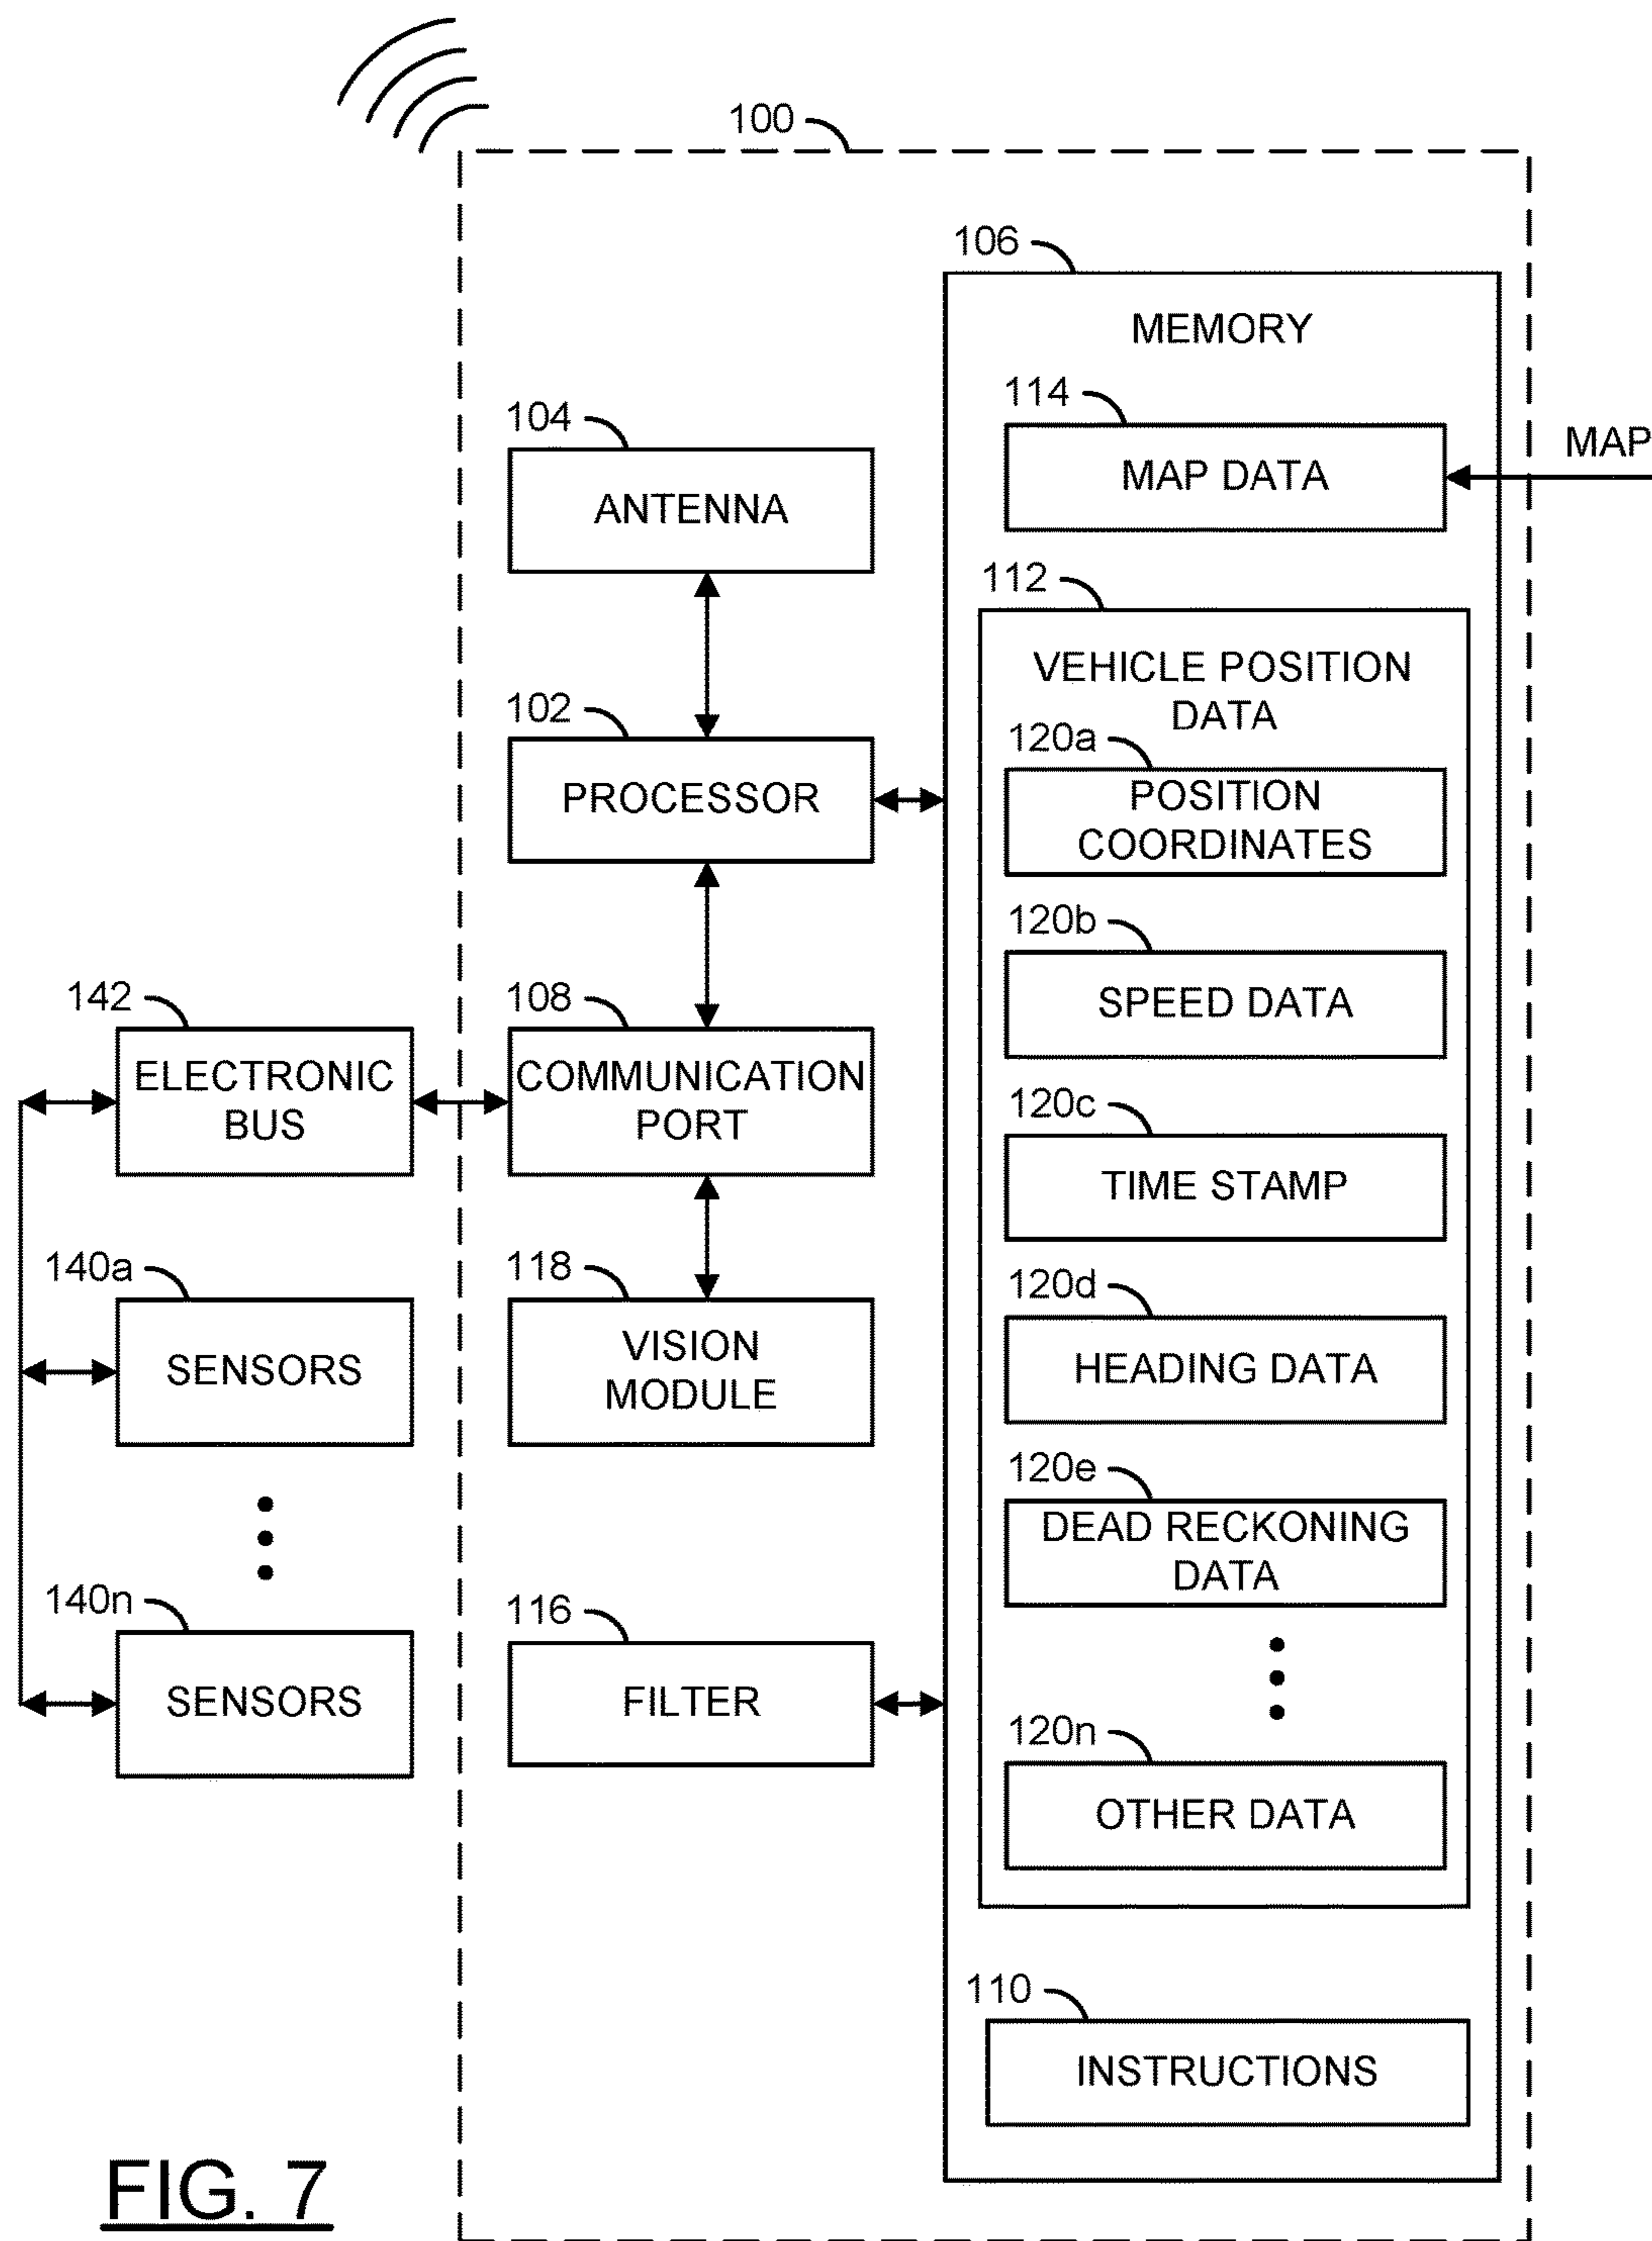 100
106
MEMORY
114
MAP DATA
MAP
104
ANTENNA
112
VEHICLE POSITION
DATA
102
PROCESSOR
120a
POSITION
COORDINATES
120b
SPEED DATA
142
ELECTRONIC
BUS
108
COMMUNICATION
PORT
120c
TIME STAMP
140a
SENSORS
118
VISION
MODULE
120d
HEADING DATA
120e
DEAD RECKONING
DATA
140n
SENSORS
116
FILTER
120n
OTHER DATA
110
INSTRUCTIONS
FIG. 7